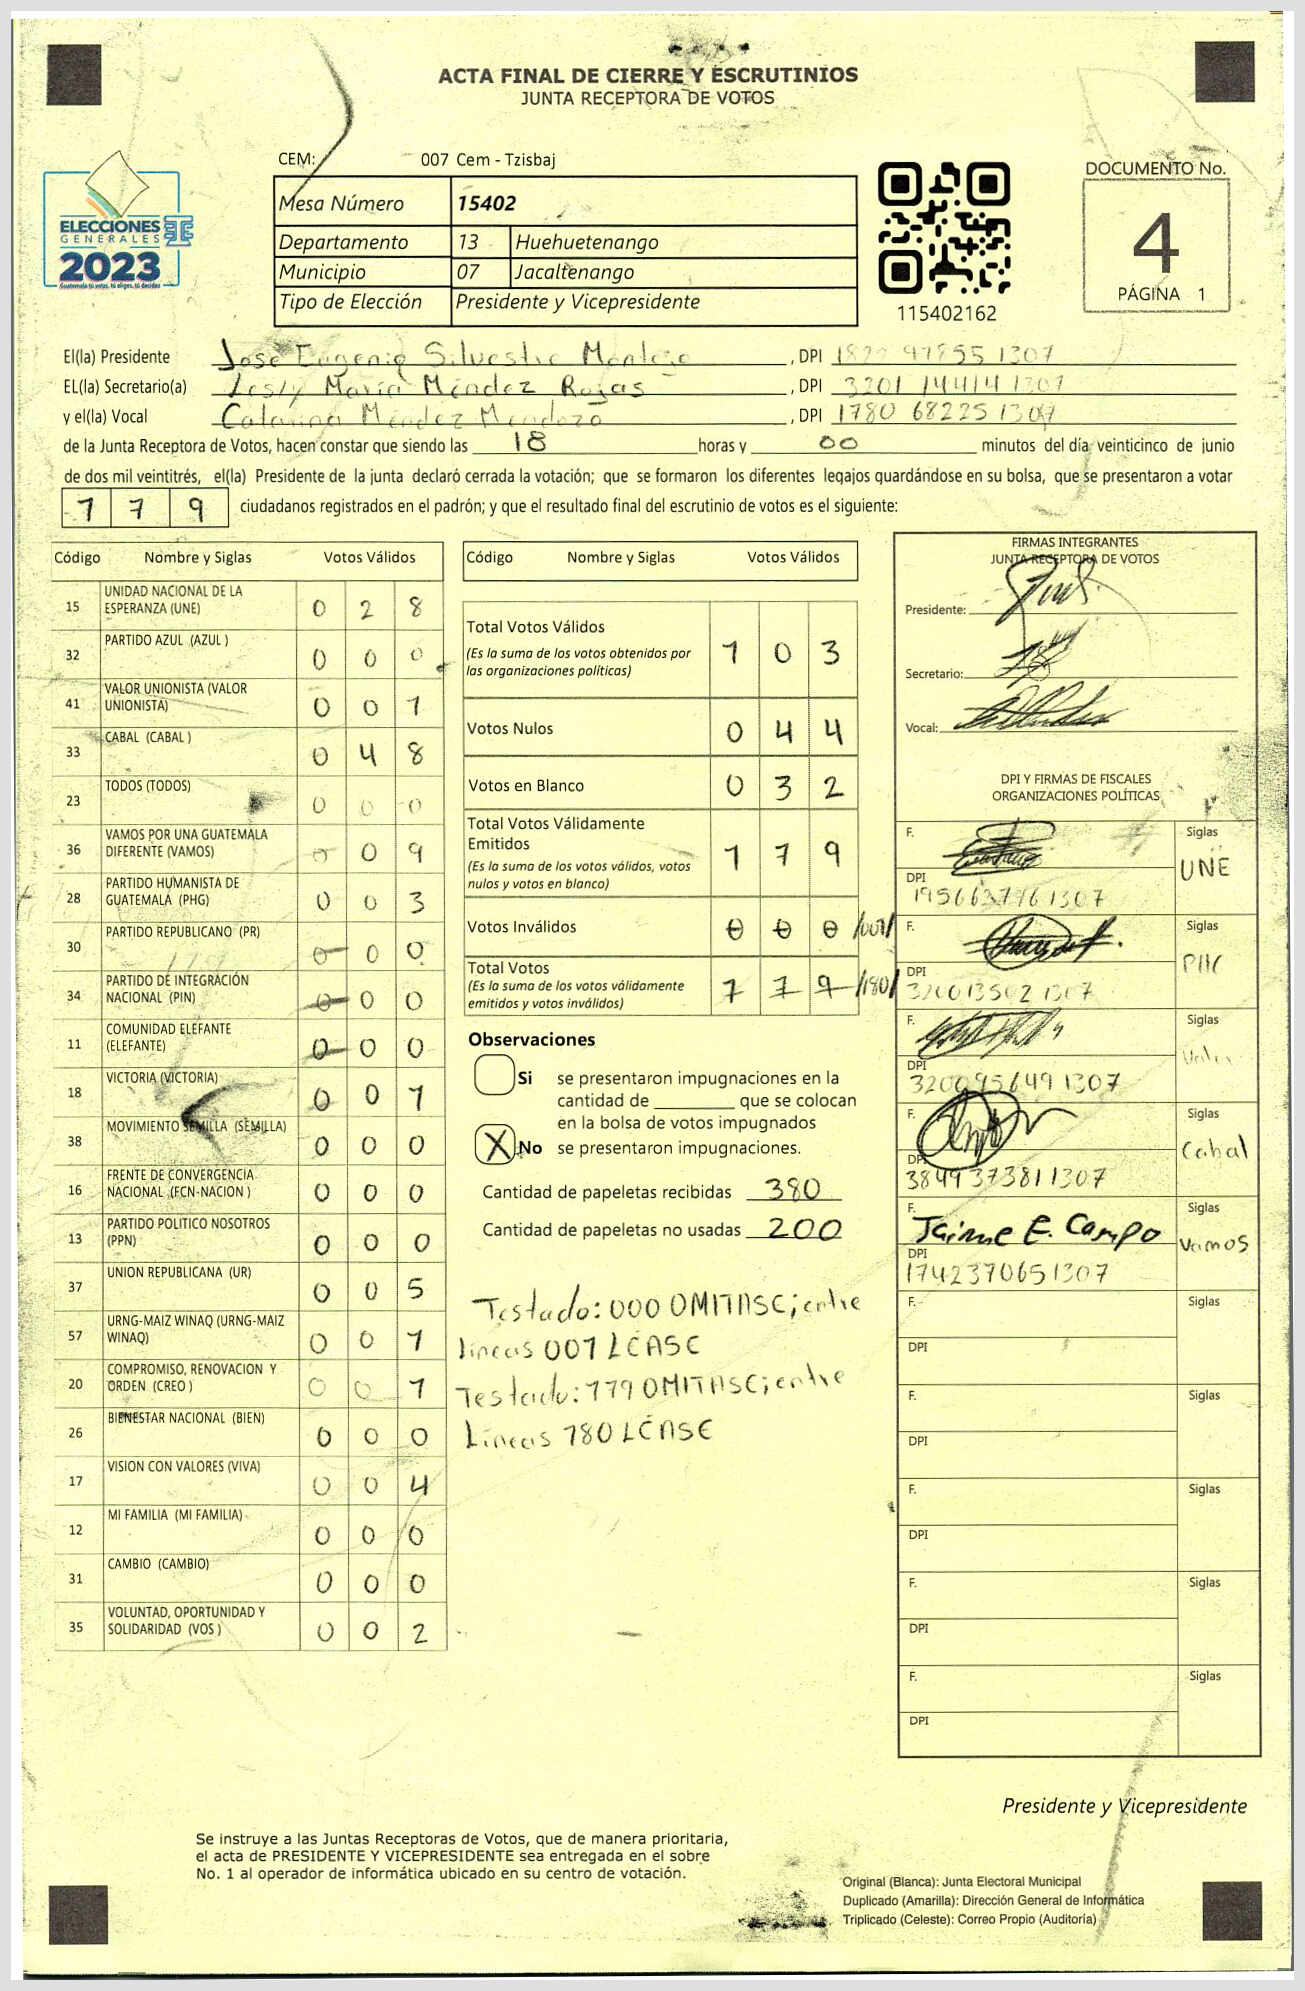 ACTA FINAL DE CIERRE Y ESCRUTINIOS
JUNTA RECEPTORA DE VOTOS
CEM: 007 Cem - Tzisbaj
Mesa Número 15402
Departamento 13 Huehuetenango
Municipio 07 Jacaltenango
Tipo de Elección Presidente y Vicepresidente
ELECCIONES
GENERALES
2023
Guatemala tú votas, tú eliges, tú decides
115402162
DOCUMENTO No.
4
PÁGINA 1
El(la) Presidente José Eugenio Silvestre Montejo, DPI 1307
EL(la) Secretario(a) Lesly María Méndez Rojas, DPI 3201 14414 1307
y el(la) Vocal Catarina Méndez Mendoza, DPI 1780 68225 1307
de la Junta Receptora de Votos, hacen constar que siendo las 18 horas y 00 minutos del día veinticinco de junio
de dos mil veintitrés, el(la) Presidente de la junta declaró cerrada la votación; que se formaron los diferentes legajos guardándose en su bolsa, que se presentaron a votar
179 ciudadanos registrados en el padrón; y que el resultado final del escrutinio de votos es el siguiente:
Código Nombre y Siglas Votos Válidos
15 UNIDAD NACIONAL DE LA ESPERANZA (UNE) 0 2 8
32 PARTIDO AZUL (AZUL ) 0 0 0
41 VALOR UNIONISTA (VALOR UNIONISTA) 0 0 1
33 CABAL (CABAL ) 0 4 8
23 TODOS (TODOS) 0 0 0
36 VAMOS POR UNA GUATEMALA DIFERENTE (VAMOS) 0 0 9
28 PARTIDO HUMANISTA DE GUATEMALA (PHG) 0 0 3
30 PARTIDO REPUBLICANO (PR) 0 0 0
34 PARTIDO DE INTEGRACIÓN NACIONAL (PIN) 0 0 0
11 COMUNIDAD ELEFANTE (ELEFANTE) 0 0 0
18 VICTORIA (VICTORIA) 0 0 1
38 MOVIMIENTO SEMILLA (SEMILLA) 0 0 0
16 FRENTE DE CONVERGENCIA NACIONAL (FCN-NACION ) 0 0 0
13 PARTIDO POLITICO NOSOTROS (PPN) 0 0 0
37 UNION REPUBLICANA (UR) 0 0 5
57 URNG-MAIZ WINAQ (URNG-MAIZ WINAQ) 0 0 1
20 COMPROMISO, RENOVACION Y ORDEN (CREO ) 0 0 1
26 BIENESTAR NACIONAL (BIEN) 0 0 0
17 VISION CON VALORES (VIVA) 0 0 4
12 MI FAMILIA (MI FAMILIA) 0 0 0
31 CAMBIO (CAMBIO) 0 0 0
35 VOLUNTAD, OPORTUNIDAD Y SOLIDARIDAD (VOS ) 0 0 2
Código Nombre y Siglas Votos Válidos
Total Votos Válidos 1 0 3
(Es la suma de los votos obtenidos por
las organizaciones políticas)
Votos Nulos 0 4 4
Votos en Blanco 0 3 2
Total Votos Válidamente
Emitidos 1 7 9
(Es la suma de los votos válidos, votos
nulos y votos en blanco)
Votos Inválidos 0 0 0 /001/
Total Votos 1 7 9 /180/
(Es la suma de los votos válidamente
emitidos y votos inválidos)
Observaciones
Si se presentaron impugnaciones en la
cantidad de ________ que se colocan
en la bolsa de votos impugnados
X No se presentaron impugnaciones.
Cantidad de papeletas recibidas 380
Cantidad de papeletas no usadas 200
Testado: 000 OMITASE; entre
lineas 001 LEASE
Testado: 179 OMITASE; entre
Lineas 180 LEASE
FIRMAS INTEGRANTES
JUNTA RECEPTORA DE VOTOS
Presidente:
Secretario:
Vocal:
DPI Y FIRMAS DE FISCALES
ORGANIZACIONES POLÍTICAS
F. Siglas
UNE
DPI
F. Siglas
DPI
F. Siglas
DPI
F. Siglas
Cabal
DPI
3849373811307
F. Siglas
Jaime E. Campo
Vamos
DPI
1742370651307
F. Siglas
DPI
F. Siglas
DPI
F. Siglas
DPI
F. Siglas
DPI
F. Siglas
DPI
Presidente y Vicepresidente
Se instruye a las Juntas Receptoras de Votos, que de manera prioritaria,
el acta de PRESIDENTE Y VICEPRESIDENTE sea entregada en el sobre
No. 1 al operador de informática ubicado en su centro de votación.
Original (Blanca): Junta Electoral Municipal
Duplicado (Amarilla): Dirección General de Informática
Triplicado (Celeste): Correo Propio (Auditoría)